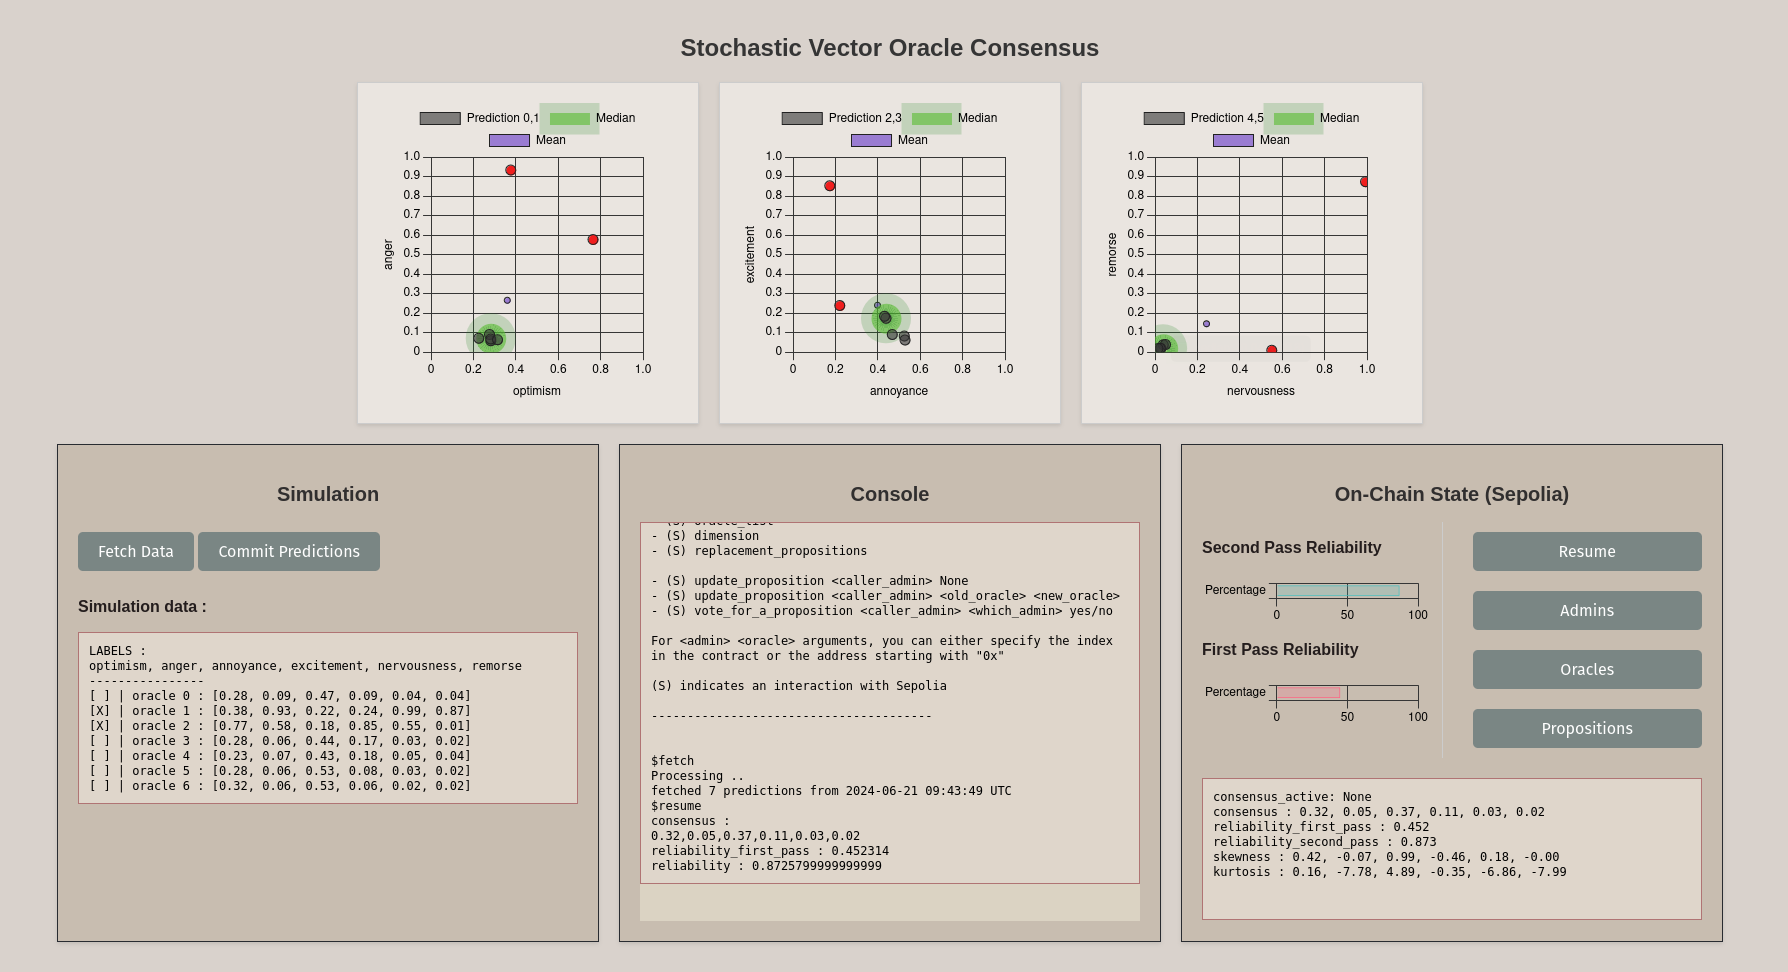 Stochastic Vector Oracle Consensus
Prediction 0,1 Median
Mean
1.0
0.9
0.8
0.7
0.6
0.5
0.4
0.3
0.2
0.1
0
anger
0 0.2 0.4 0.6 0.8 1.0
optimism
Prediction 2,3 Median
Mean
1.0
0.9
0.8
0.7
0.6
0.5
0.4
0.3
0.2
0.1
0
excitement
0 0.2 0.4 0.6 0.8 1.0
annoyance
Prediction 4,5 Median
Mean
1.0
0.9
0.8
0.7
0.6
0.5
0.4
0.3
0.2
0.1
0
remorse
0 0.2 0.4 0.6 0.8 1.0
nervousness
Simulation
Fetch Data Commit Predictions
Simulation data :
LABELS :
optimism, anger, annoyance, excitement, nervousness, remorse
----------------
[ ] | oracle 0 : [0.28, 0.09, 0.47, 0.09, 0.04, 0.04]
[X] | oracle 1 : [0.38, 0.93, 0.22, 0.24, 0.99, 0.87]
[X] | oracle 2 : [0.77, 0.58, 0.18, 0.85, 0.55, 0.01]
[ ] | oracle 3 : [0.28, 0.06, 0.44, 0.17, 0.03, 0.02]
[ ] | oracle 4 : [0.23, 0.07, 0.43, 0.18, 0.05, 0.04]
[ ] | oracle 5 : [0.28, 0.06, 0.53, 0.08, 0.03, 0.02]
[ ] | oracle 6 : [0.32, 0.06, 0.53, 0.06, 0.02, 0.02]
Console
- (S) oracle_list
- (S) dimension
- (S) replacement_propositions
- (S) update_proposition <caller_admin> None
- (S) update_proposition <caller_admin> <old_oracle> <new_oracle>
- (S) vote_for_a_proposition <caller_admin> <which_admin> yes/no
For <admin> <oracle> arguments, you can either specify the index
in the contract or the address starting with "0x"
(S) indicates an interaction with Sepolia
---------------------------------------
$fetch
Processing ..
fetched 7 predictions from 2024-06-21 09:43:49 UTC
$resume
consensus :
0.32,0.05,0.37,0.11,0.03,0.02
reliability_first_pass : 0.452314
reliability : 0.8725799999999999
On-Chain State (Sepolia)
Second Pass Reliability
Percentage
0 50 100
First Pass Reliability
Percentage
0 50 100
Resume
Admins
Oracles
Propositions
consensus_active: None
consensus : 0.32, 0.05, 0.37, 0.11, 0.03, 0.02
reliability_first_pass : 0.452
reliability_second_pass : 0.873
skewness : 0.42, -0.07, 0.99, -0.46, 0.18, -0.00
kurtosis : 0.16, -7.78, 4.89, -0.35, -6.86, -7.99